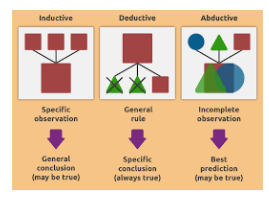 Inductive
Deductive
Abductive
Specific
observation
General
rule
Incomplete
observation
General
conclusion
(may be true)
Specific
conclusion
(always true)
Best
prediction
(may be true)